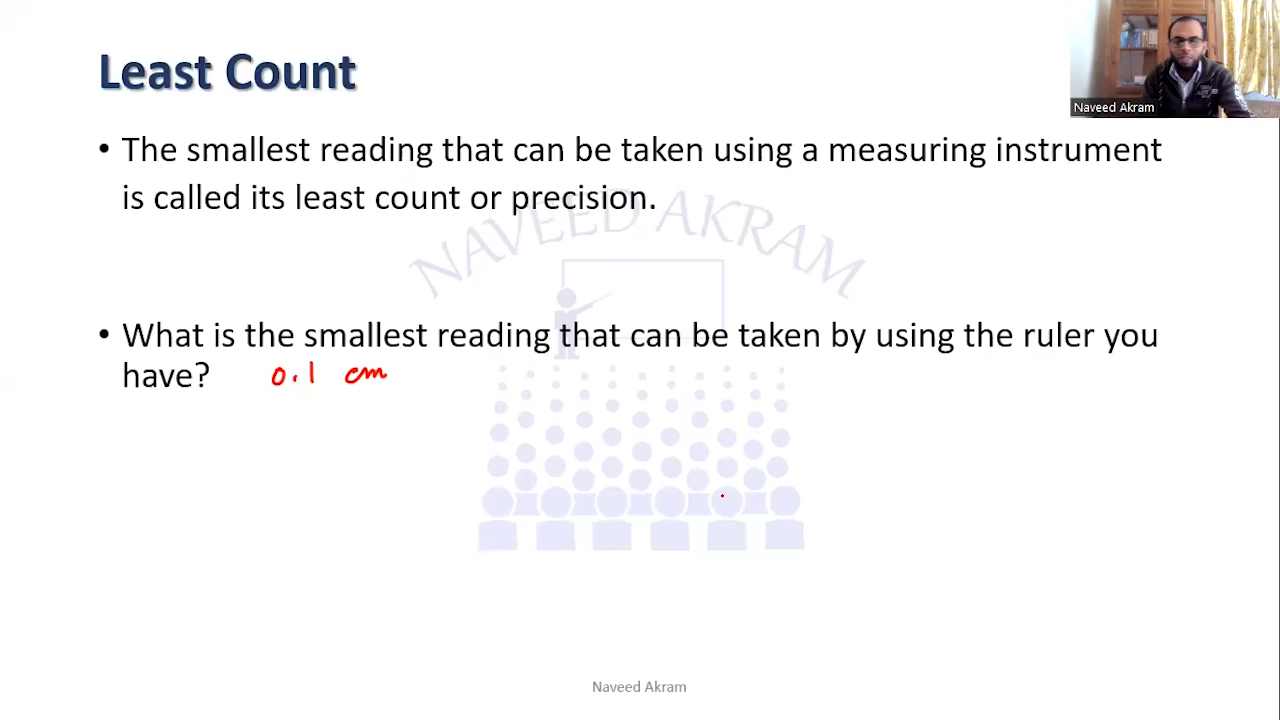 Least Count
Naveed Akram
• The smallest reading that can be taken using a measuring instrument
is called its least count or precision.
NAVEED AKRAM
• What is the smallest reading that can be taken by using the ruler you
have? 0.1 cm
Naveed Akram